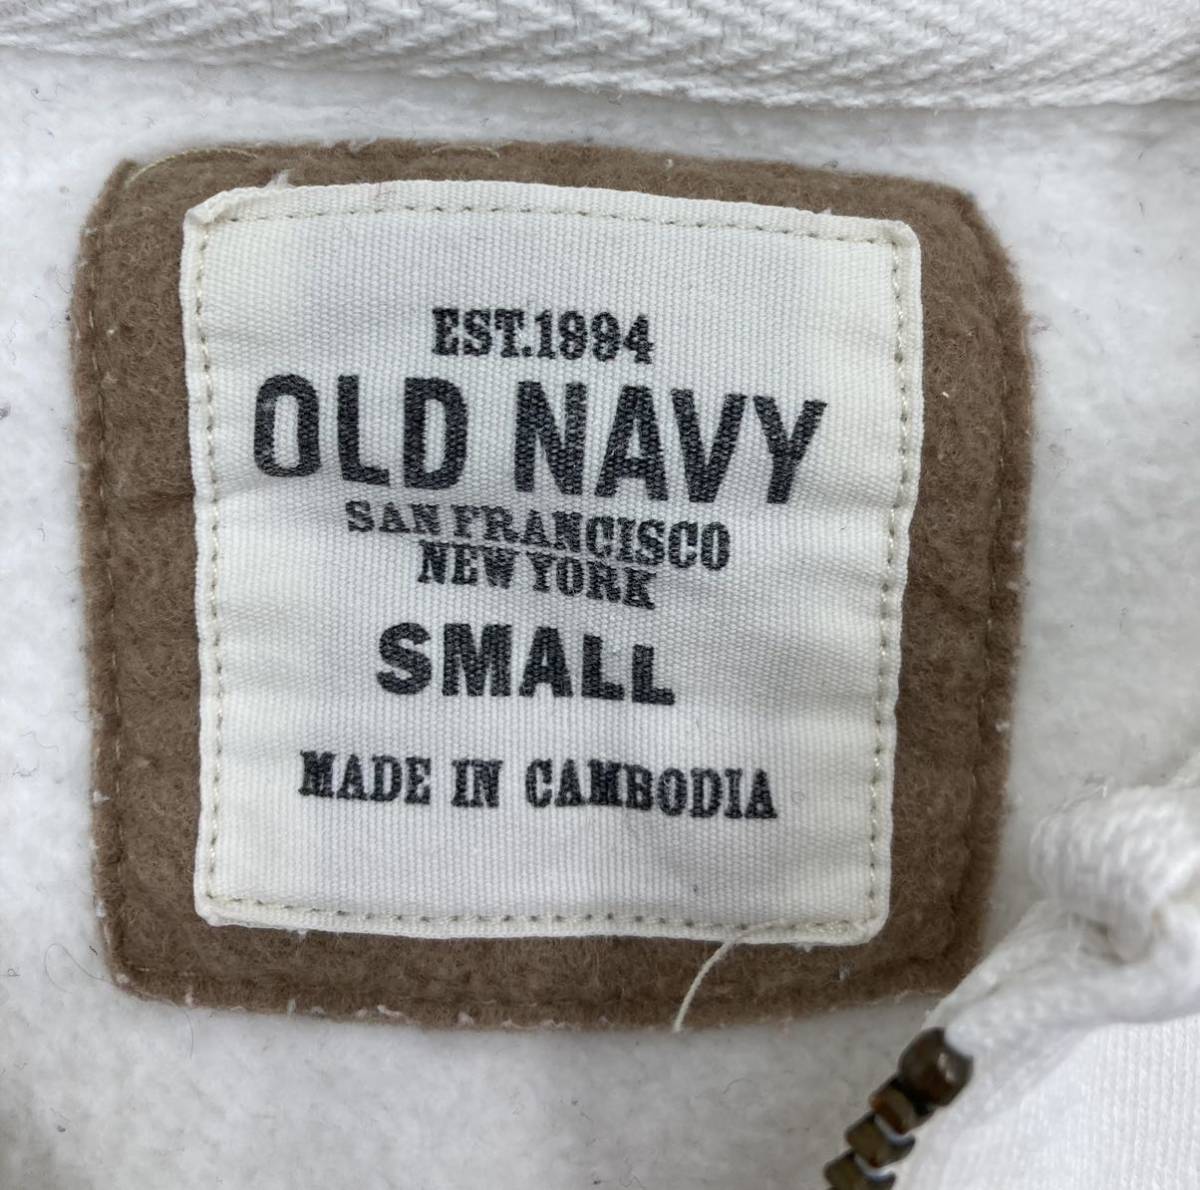 EST.1994
OLD NAVY
SAN FRANCISCO
NEW YORK
SMALL
MADE IN CAMBODIA